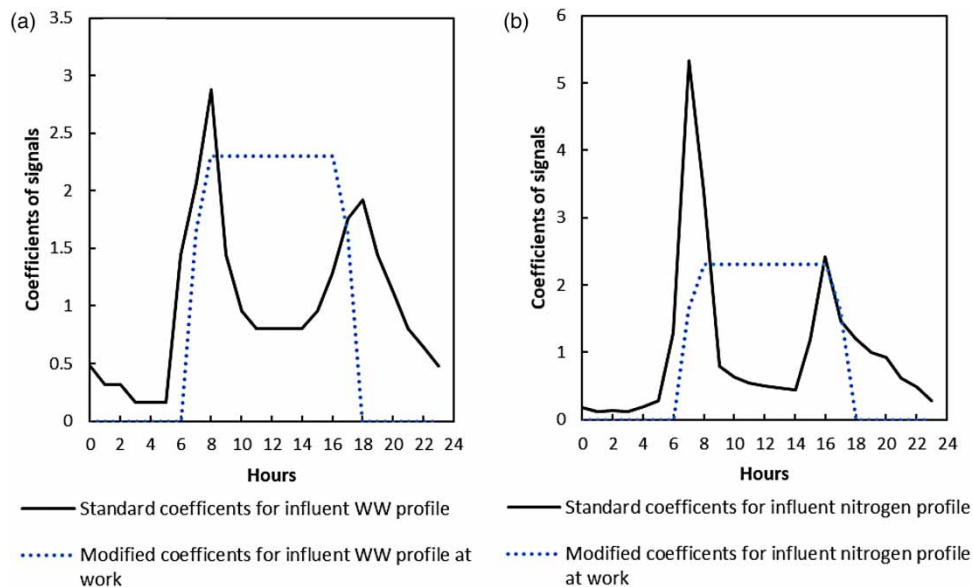 (a)
3.5
3
2.5
2
1.5
1
0.5
0
Coefficients of signals
0 2 4 6 8 10 12 14 16 18 20 22 24
Hours
Standard coefficents for influent WW profile
Modified coefficents for influent WW profile at
work
(b)
6
5
4
3
2
1
0
Coefficients of signals
0 2 4 6 8 10 12 14 16 18 20 22 24
Hours
Standard coefficents for influent nitrogen profile
Modified coefficents for influent nitrogen profile
at work